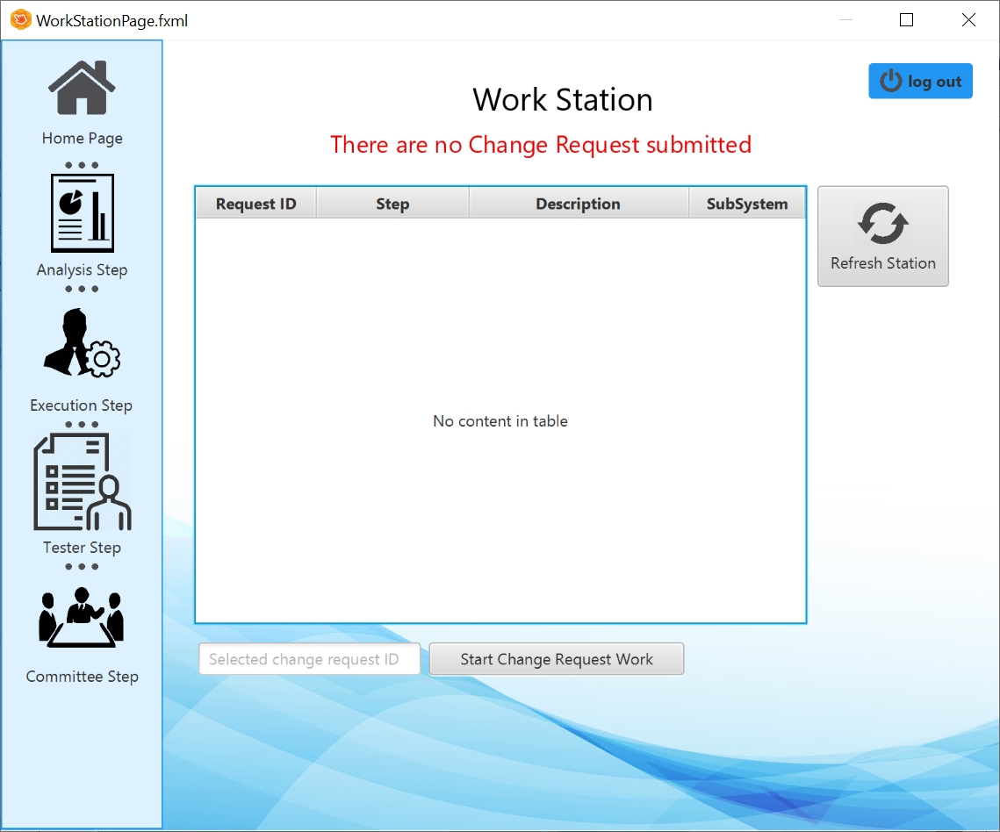 WorkStationPage.fxml
Home Page
Analysis Step
Execution Step
Tester Step
Committee Step
log out
Work Station
There are no Change Request submitted
Request ID Step Description SubSystem
No content in table
Refresh Station
Selected change request ID
Start Change Request Work